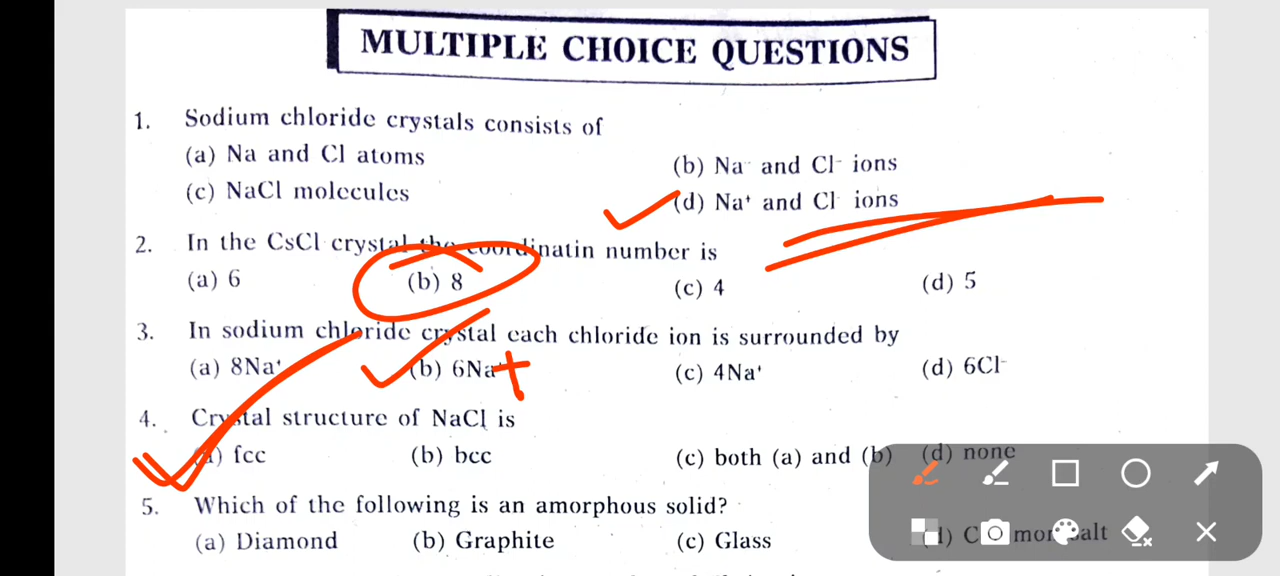 MULTIPLE CHOICE QUESTIONS
1. Sodium chloride crystals consists of
(a) Na and Cl atoms (b) Na⁻ and Cl⁻ ions
(c) NaCl molecules (d) Na⁺ and Cl⁻ ions
2. In the CsCl crystal the coordinatin number is
(a) 6 (b) 8 (c) 4 (d) 5
3. In sodium chloride crystal each chloride ion is surrounded by
(a) 8Na⁺ (b) 6Na+ (c) 4Na⁺ (d) 6Cl⁻
4. Crystal structure of NaCl is
(a) fcc (b) bcc (c) both (a) and (b) (d) none
5. Which of the following is an amorphous solid?
(a) Diamond (b) Graphite (c) Glass (d) Common salt